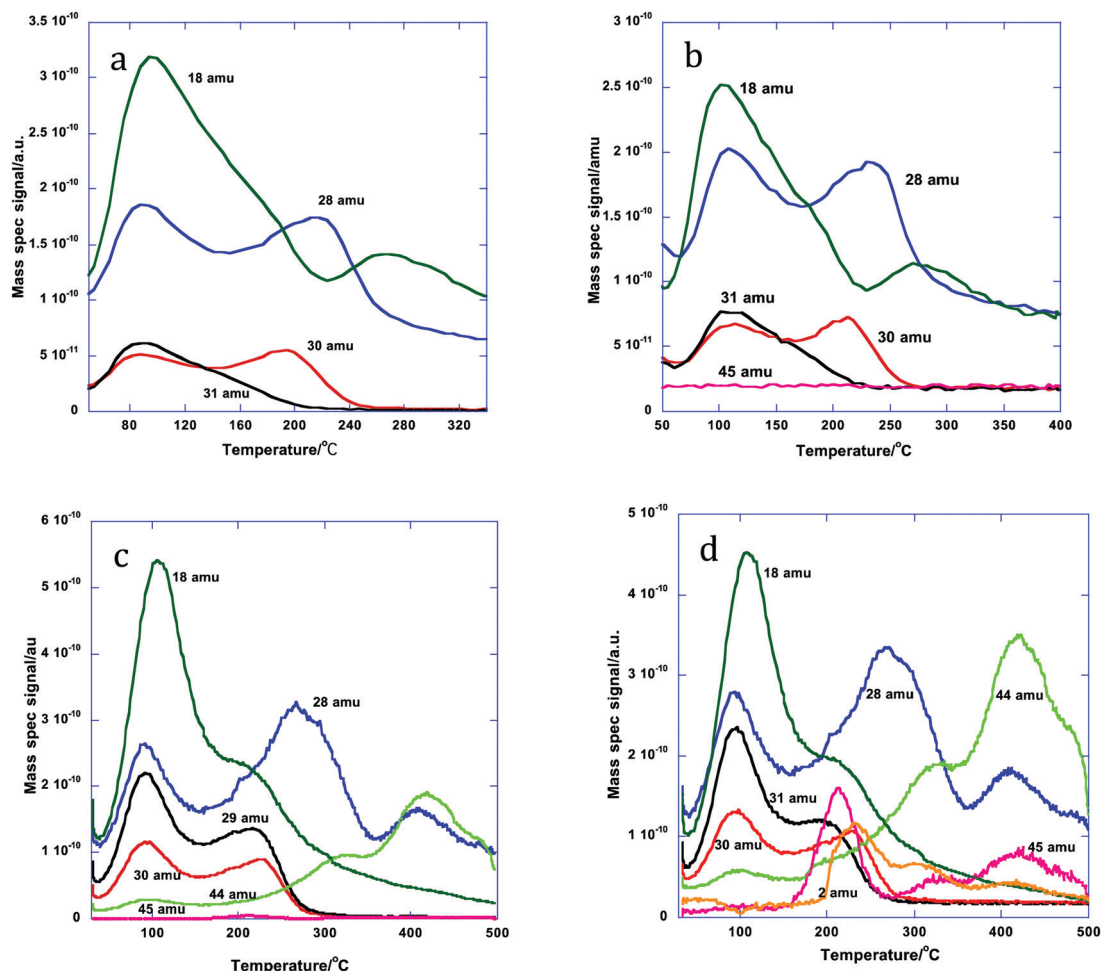 a
3.5 10-10
3 10-10
2.5 10-10
2 10-10
1.5 10-10
1 10-10
5 10-11
0
Mass spec signal/a.u.
18 amu
28 amu
30 amu
31 amu
80 120 160 200 240 280 320
Temperature/°C
b
3 10-10
2.5 10-10
2 10-10
1.5 10-10
1 10-10
5 10-11
0
Mass spec signal/amu
18 amu
28 amu
31 amu
30 amu
45 amu
50 100 150 200 250 300 350 400
Temperature/°C
c
6 10-10
5 10-10
4 10-10
3 10-10
2 10-10
1 10-10
0
Mass spec signal/au
18 amu
28 amu
29 amu
30 amu
44 amu
45 amu
100 200 300 400 500
Temperature/°C
d
5 10-10
4 10-10
3 10-10
2 10-10
1 10-10
0
Mass spec signal/a.u.
18 amu
28 amu
44 amu
31 amu
30 amu
45 amu
2 amu
100 200 300 400 500
Temperature/°C